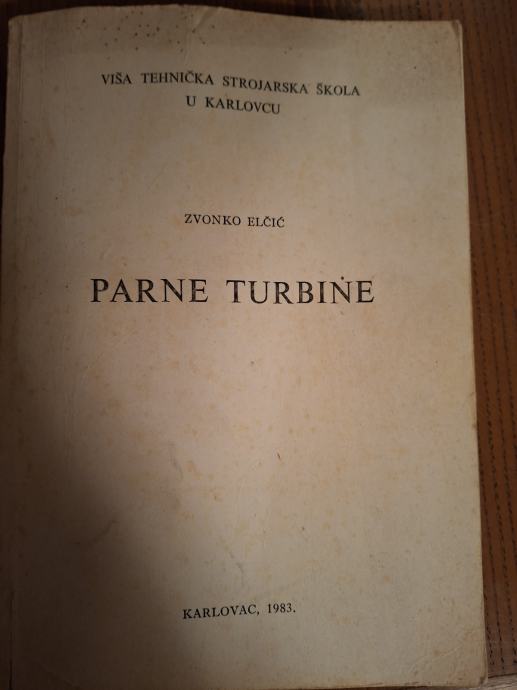 VIŠA TEHNIČKA STROJARSKA ŠKOLA
U KARLOVCU
ZVONKO ELČIĆ
PARNE TURBINE
KARLOVAC, 1983.